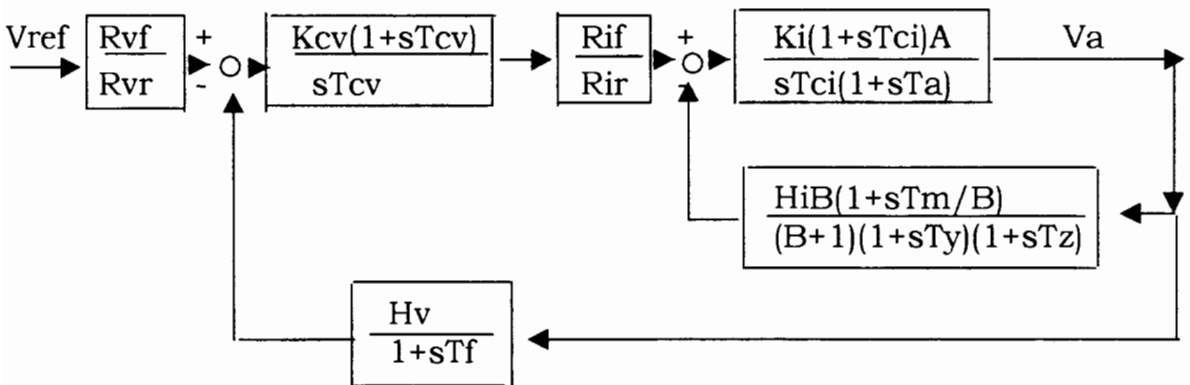 Vref
Rvf
Rvr
+
-
Kcv(1+sTcv)
sTcv
Rif
Rir
+
-
Ki(1+sTci)A
sTci(1+sTa)
Va
HiB(1+sTm/B)
(B+1)(1+sTy)(1+sTz)
Hv
1+sTf